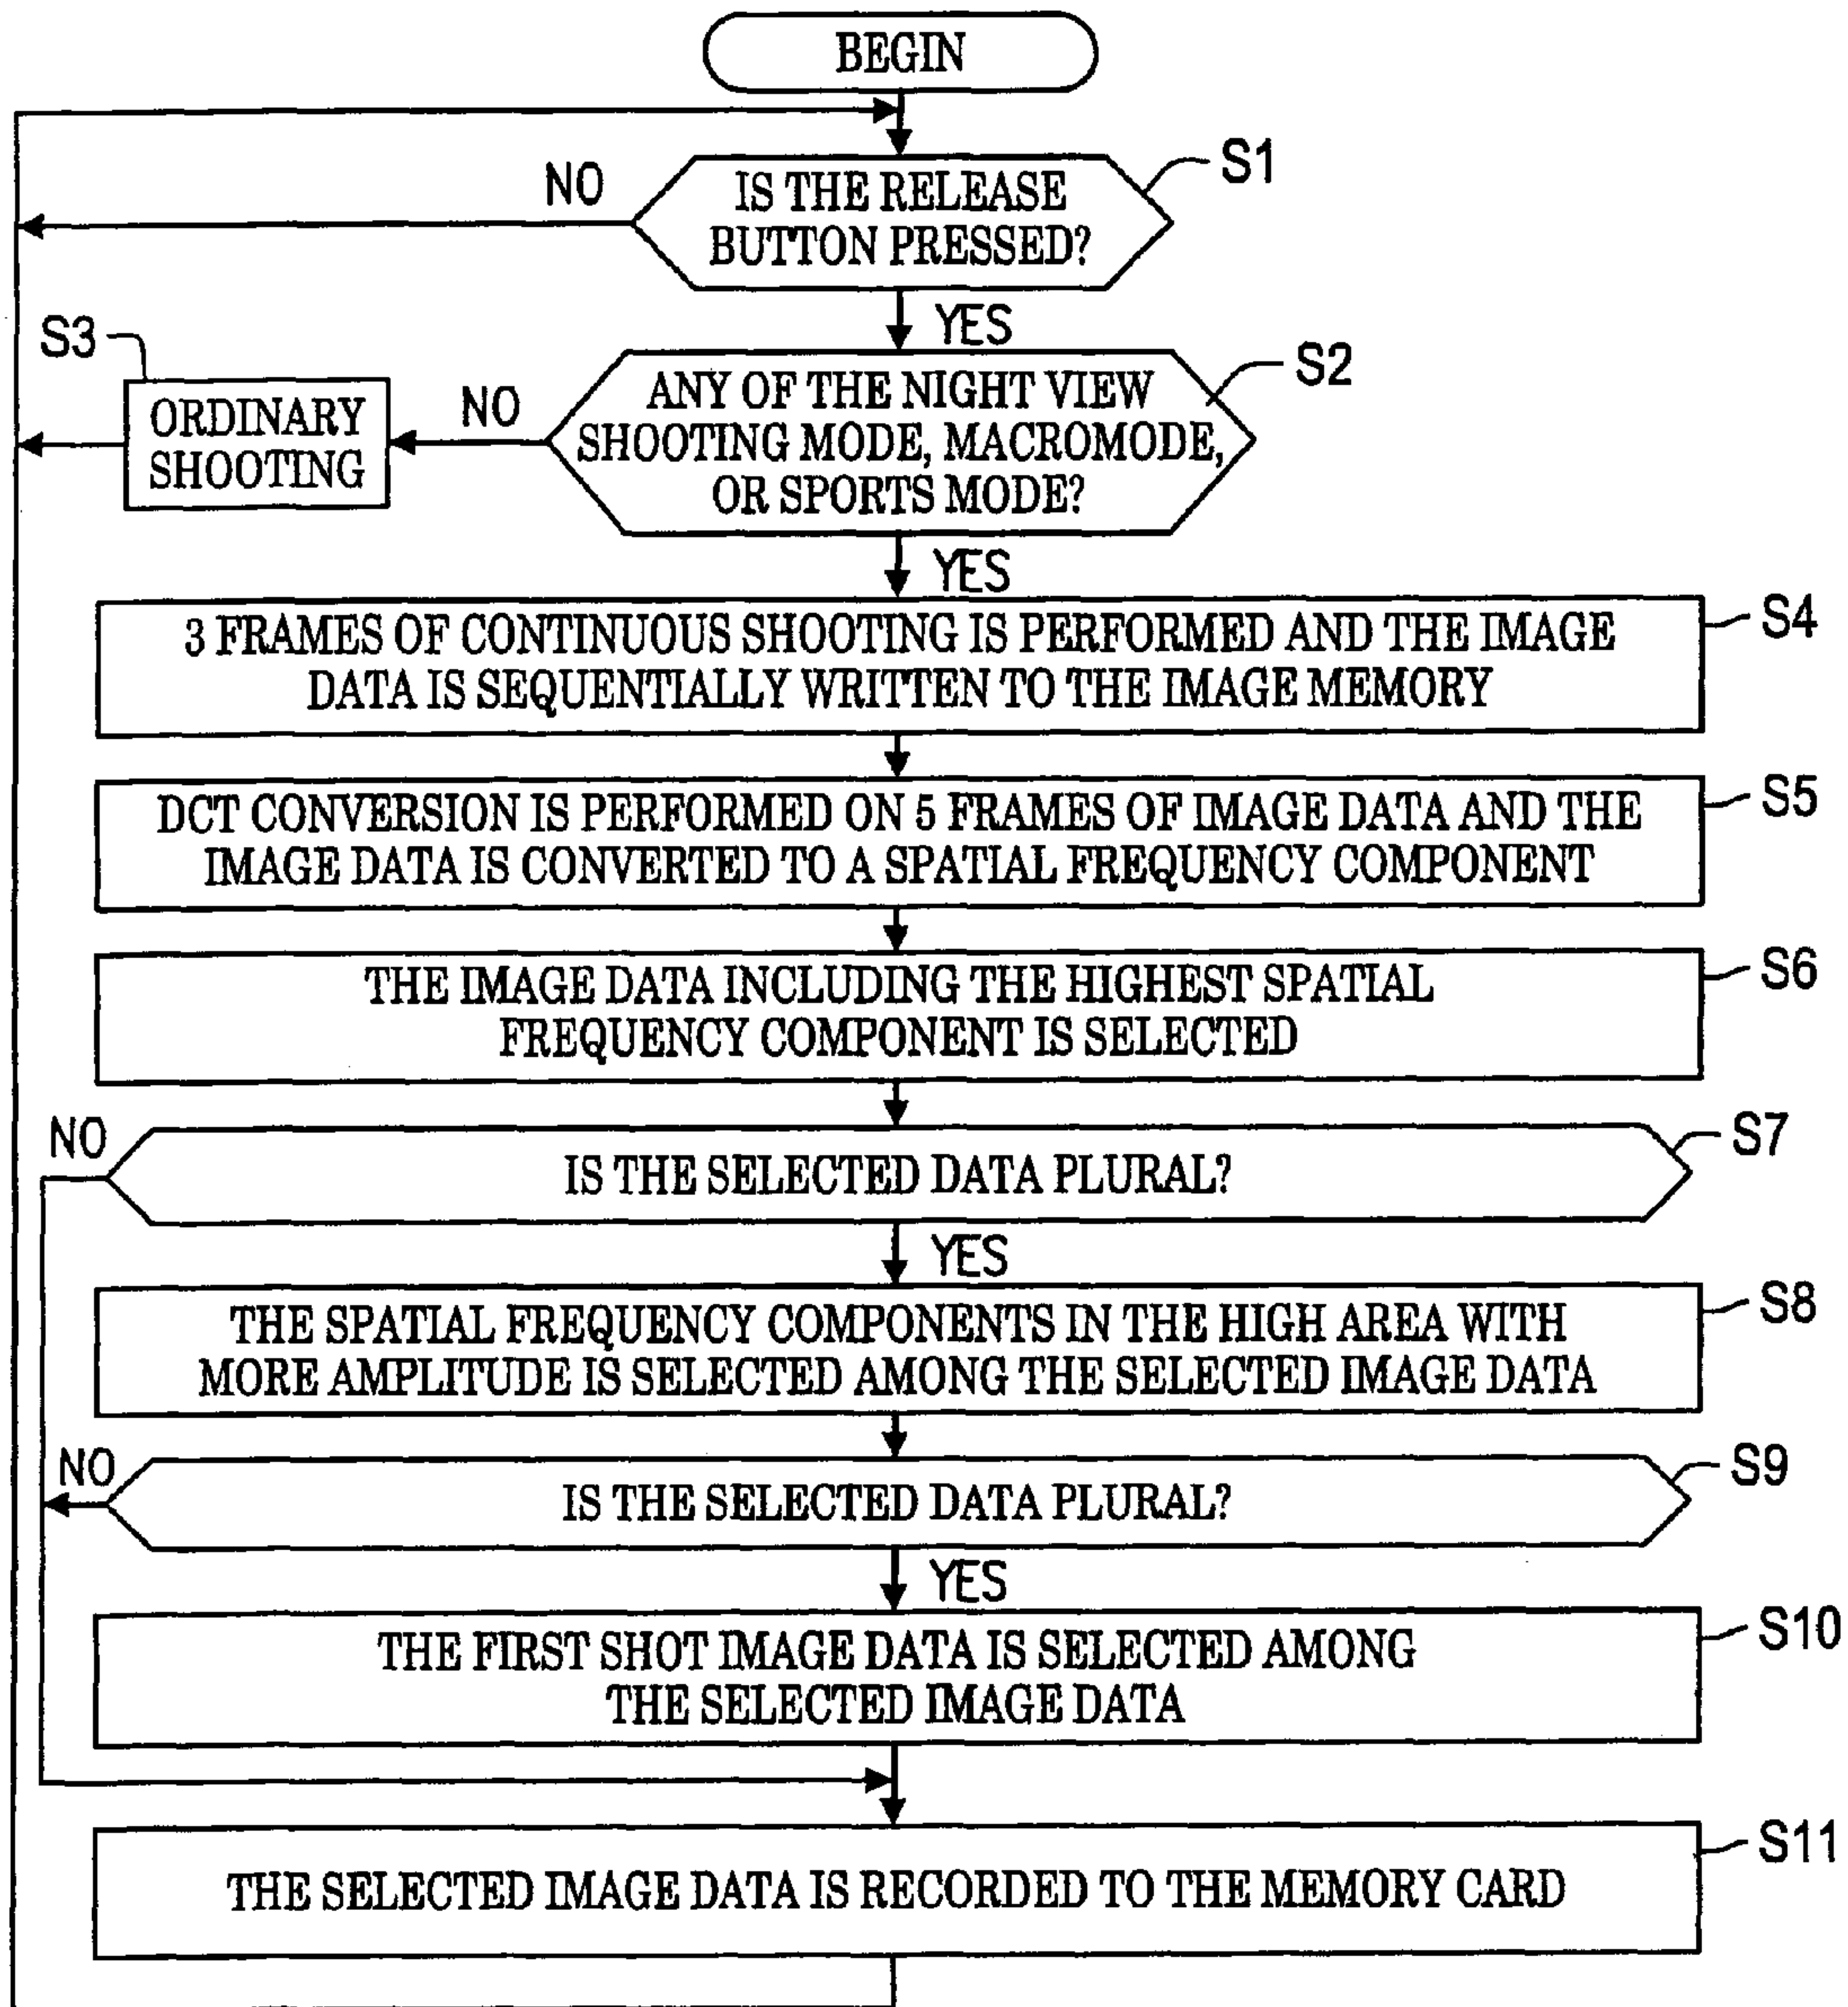 BEGIN
S1
NO
IS THE RELEASE
BUTTON PRESSED?
YES
S3
S2
ORDINARY
SHOOTING
NO
ANY OF THE NIGHT VIEW
SHOOTING MODE, MACROMODE,
OR SPORTS MODE?
YES
S4
3 FRAMES OF CONTINUOUS SHOOTING IS PERFORMED AND THE IMAGE
DATA IS SEQUENTIALLY WRITTEN TO THE IMAGE MEMORY
S5
DCT CONVERSION IS PERFORMED ON 5 FRAMES OF IMAGE DATA AND THE
IMAGE DATA IS CONVERTED TO A SPATIAL FREQUENCY COMPONENT
S6
THE IMAGE DATA INCLUDING THE HIGHEST SPATIAL
FREQUENCY COMPONENT IS SELECTED
NO
S7
IS THE SELECTED DATA PLURAL?
YES
S8
THE SPATIAL FREQUENCY COMPONENTS IN THE HIGH AREA WITH
MORE AMPLITUDE IS SELECTED AMONG THE SELECTED IMAGE DATA
NO
S9
IS THE SELECTED DATA PLURAL?
YES
S10
THE FIRST SHOT IMAGE DATA IS SELECTED AMONG
THE SELECTED IMAGE DATA
S11
THE SELECTED IMAGE DATA IS RECORDED TO THE MEMORY CARD